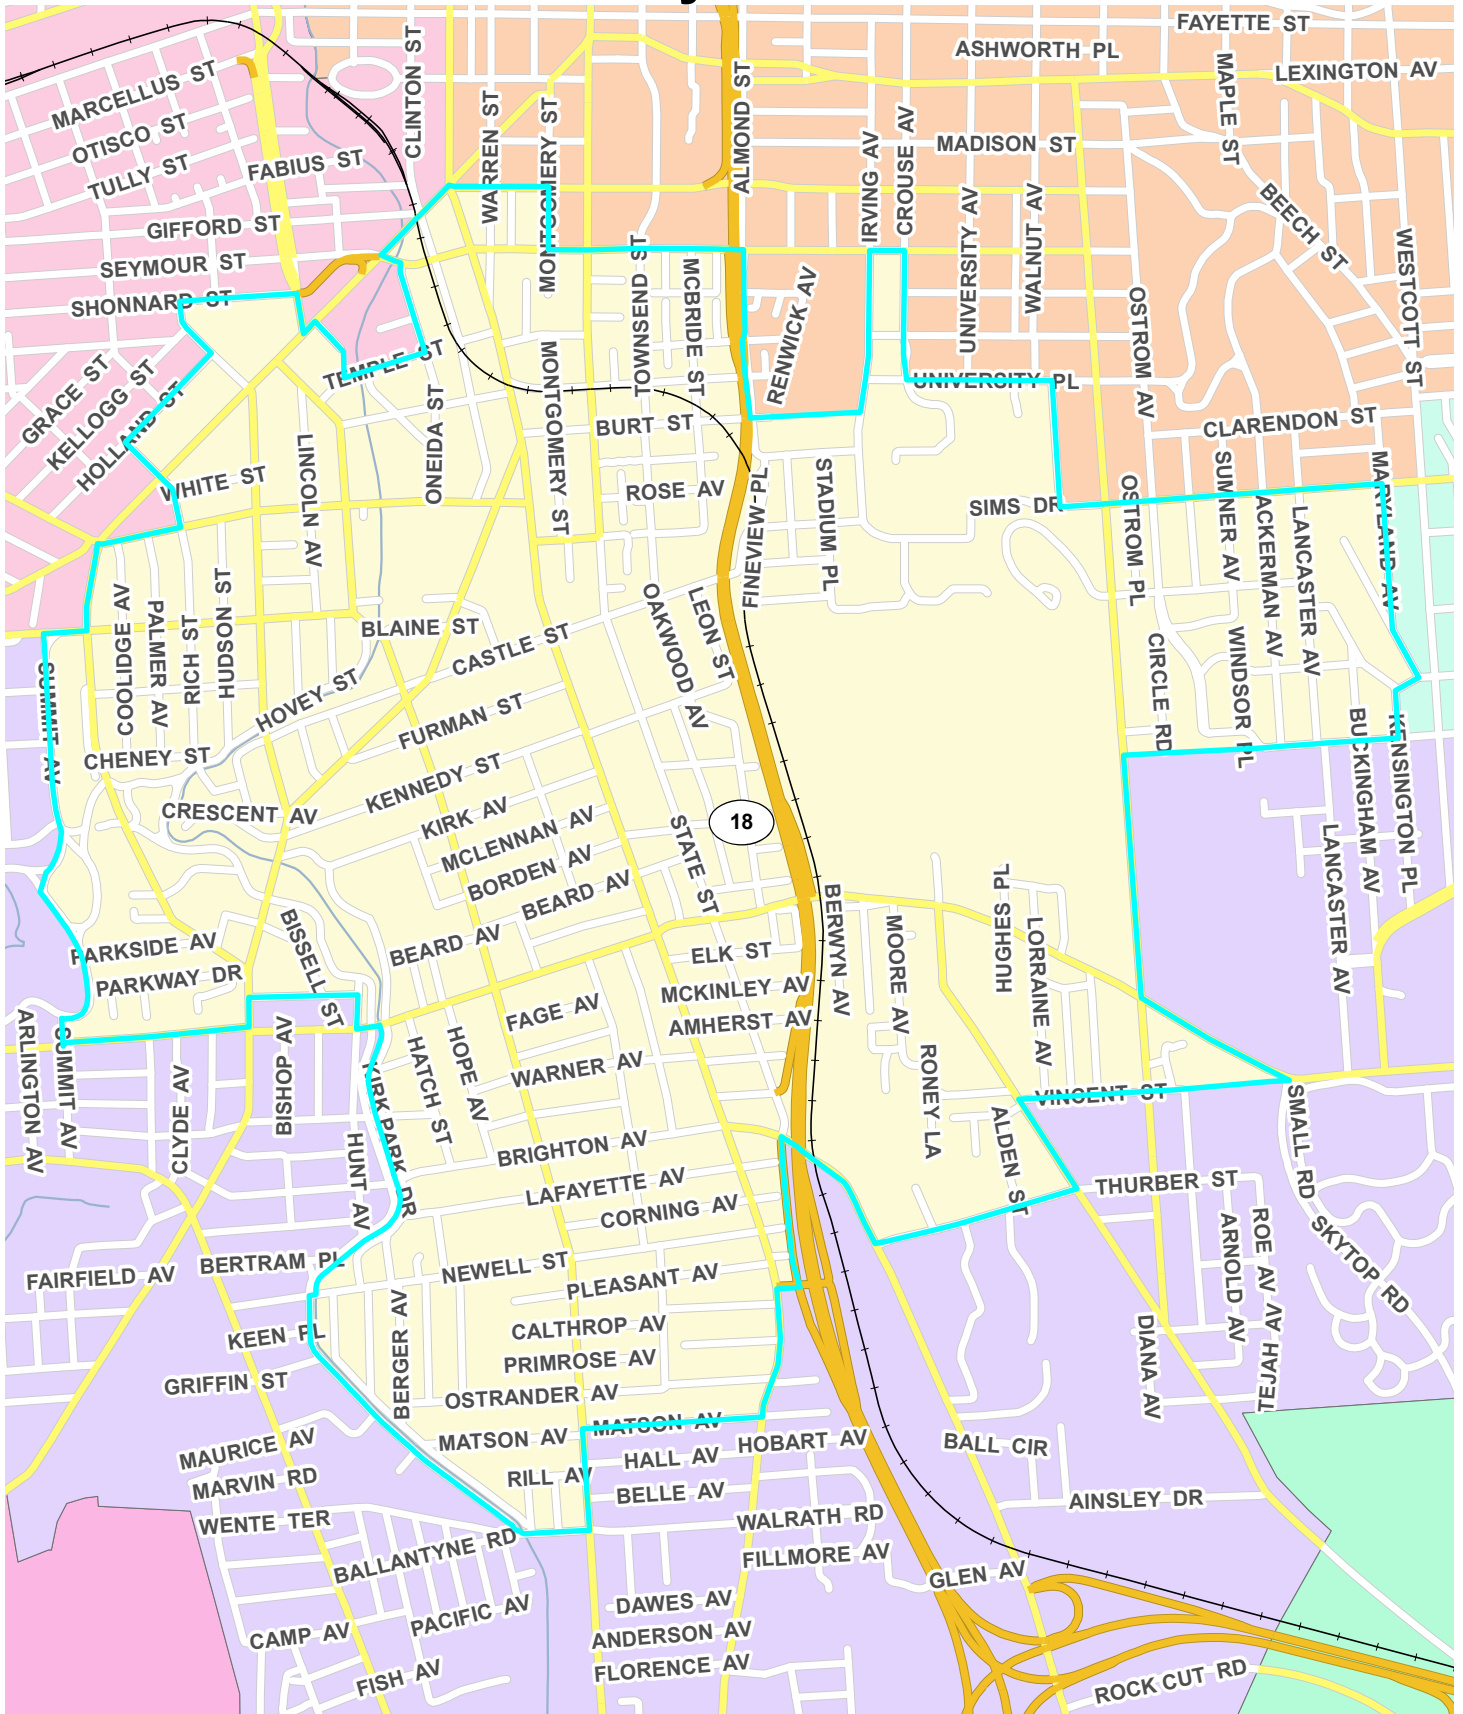 FAYETTE ST
ASHWORTH PL
LEXINGTON AV
MARCELLUS ST
CLINTON ST
ALMOND ST
MAPLE ST
OTISCO ST
WARREN ST
MONTGOMERY ST
IRVING AV
CROUSE AV
MADISON ST
TULLY ST
FABIUS ST
UNIVERSITY AV
WALNUT AV
BEECH ST
GIFFORD ST
SEYMOUR ST
SHONNARD ST
TOWNSEND ST
MCBRIDE ST
RENWICK AV
OSTROM AV
WESTCOTT ST
GRACE ST
KELLOGG ST
HOLLAND ST
TEMPLE ST
ONEIDA ST
MONTGOMERY ST
UNIVERSITY PL
BURT ST
CLARENDON ST
WHITE ST
LINCOLN AV
ROSE AV
FINEVIEW PL
STADIUM PL
SIMS DR
OSTROM PL
SUMNER AV
ACKERMAN AV
LANCASTER AV
MARYLAND AV
COOLIDGE AV
PALMER AV
RICH ST
HUDSON ST
BLAINE ST
CASTLE ST
OAKWOOD AV
LEON ST
CIRCLE RD
WINDSOR PL
SUMMIT AV
HOVEY ST
FURMAN ST
BUCKINGHAM AV
KENSINGTON PL
CHENEY ST
KENNEDY ST
CRESCENT AV
KIRK AV
MCLENNAN AV
BORDEN AV
BEARD AV
STATE ST
18
LANCASTER AV
PARKSIDE AV
PARKWAY DR
BISSELL ST
BEARD AV
ELK ST
MCKINLEY AV
AMHERST AV
BERWYN AV
MOORE AV
HUGHES PL
LORRAINE AV
ARLINGTON AV
SUMMIT AV
CLYDE AV
BISHOP AV
HUNT AV
KIRK PARK DR
HATCH ST
HOPE AV
FAGE AV
WARNER AV
RONEY LA
ALDEN ST
VINCENT ST
SMALL RD
BRIGHTON AV
LAFAYETTE AV
CORNING AV
THURBER ST
ARNOLD AV
ROE AV
TEJAH AV
SKYTOP RD
FAIRFIELD AV
BERTRAM PL
NEWELL ST
PLEASANT AV
KEEN PL
BERGER AV
CALTHROP AV
PRIMROSE AV
DIANA AV
GRIFFIN ST
OSTRANDER AV
MATSON AV
MATSON AV
MAURICE AV
HALL AV
HOBART AV
BALL CIR
MARVIN RD
RILL AV
BELLE AV
AINSLEY DR
WENTE TER
BALLANTYNE RD
WALRATH RD
FILLMORE AV
GLEN AV
PACIFIC AV
DAWES AV
CAMP AV
ANDERSON AV
FISH AV
FLORENCE AV
ROCK CUT RD